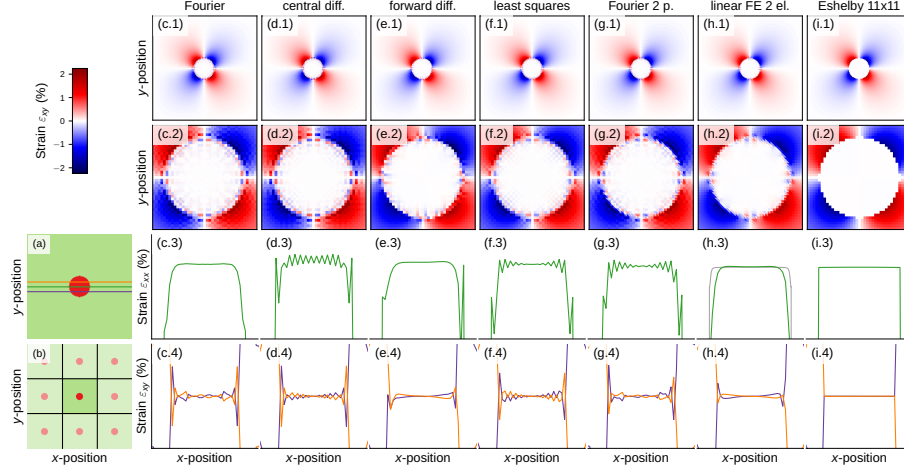 Fourier central diff. forward diff. least squares Fourier 2 p. linear FE 2 el. Eshelby 11x11
(c.1) (d.1) (e.1) (f.1) (g.1) (h.1) (i.1)
y-position
Strain εxy (%)
2
1
0
−1
−2
(c.2) (d.2) (e.2) (f.2) (g.2) (h.2) (i.2)
y-position
(a)
y-position
(c.3) (d.3) (e.3) (f.3) (g.3) (h.3) (i.3)
Strain εxx (%)
(b)
y-position
x-position
(c.4) (d.4) (e.4) (f.4) (g.4) (h.4) (i.4)
Strain εxy (%)
x-position x-position x-position x-position x-position x-position x-position